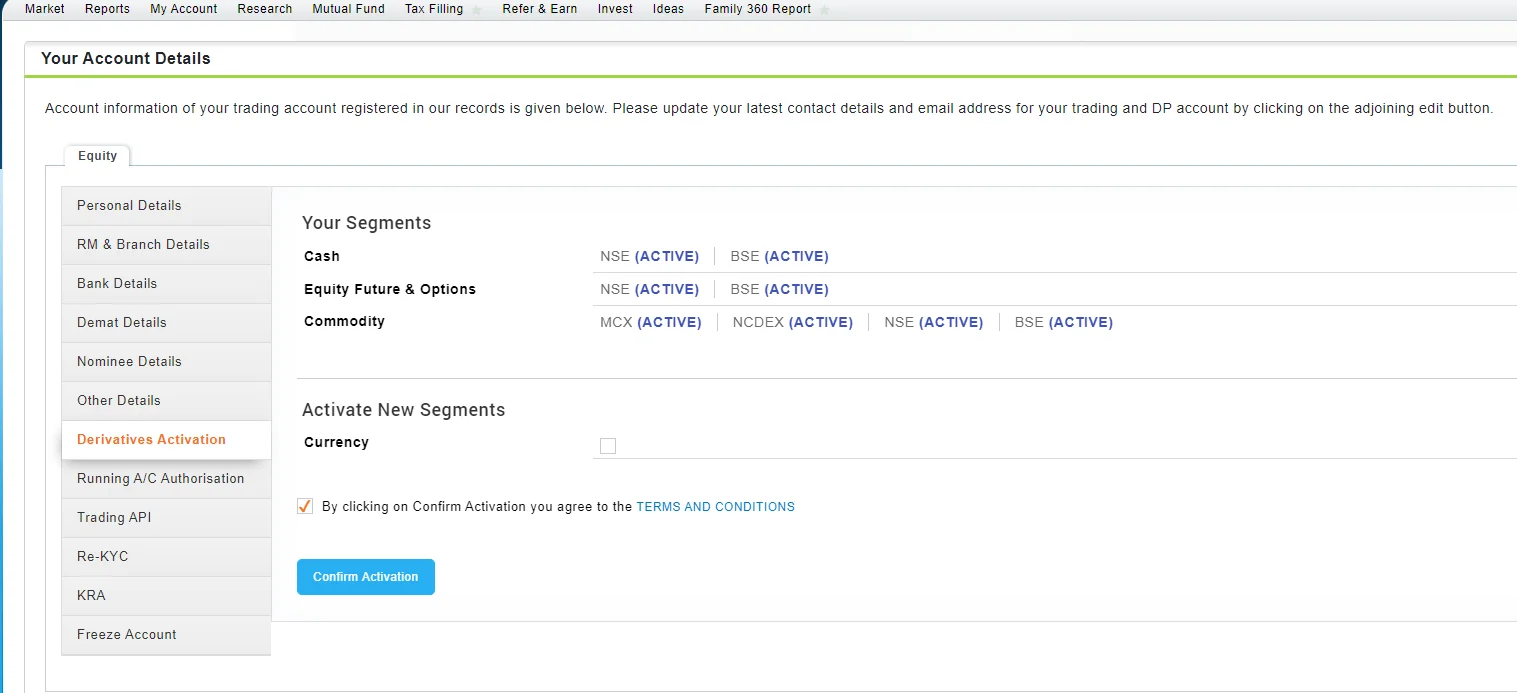 Market Reports My Account Research Mutual Fund Tax Filling Refer & Earn Invest Ideas Family 360 Report
Your Account Details
Account information of your trading account registered in our records is given below. Please update your latest contact details and email address for your trading and DP account by clicking on the adjoining edit button.
Equity
Personal Details
RM & Branch Details
Bank Details
Demat Details
Nominee Details
Other Details
Derivatives Activation
Running A/C Authorisation
Trading API
Re-KYC
KRA
Freeze Account
Your Segments
Cash NSE (ACTIVE) BSE (ACTIVE)
Equity Future & Options NSE (ACTIVE) BSE (ACTIVE)
Commodity MCX (ACTIVE) NCDEX (ACTIVE) NSE (ACTIVE) BSE (ACTIVE)
Activate New Segments
Currency
By clicking on Confirm Activation you agree to the TERMS AND CONDITIONS
Confirm Activation